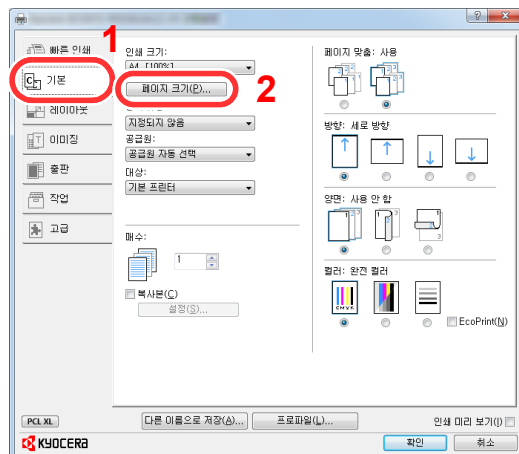 1
빠른 인쇄
기본
레이아웃
이미징
출판
작업
고급
인쇄 크기:
A4 [100%]
페이지 크기(P)...
2
지정되지 않음
공급원:
공급원 자동 선택
대상:
기본 프린터
매수:
1
복사본(C)
설정(S)...
페이지 맞춤: 사용
방향: 세로 방향
양면: 사용 안 함
컬러: 완전 컬러
CMYK
EcoPrint(N)
PCL XL
다른 이름으로 저장(A)...
프로파일(L)...
인쇄 미리 보기(I)
KYOCERA
확인
취소